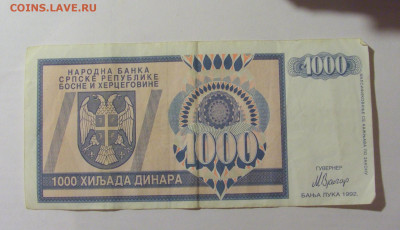 COINS.LAVE.RU
НАРОДНА БАНКА
СРПСКЕ РЕПУБЛИКЕ
БОСНЕ И ХЕРЦЕГОВИНЕ
1000
1000
1000 ХИЉАДА ДИНАРА
ГУВЕРНЕР
БАЊА ЛУКА 1992.